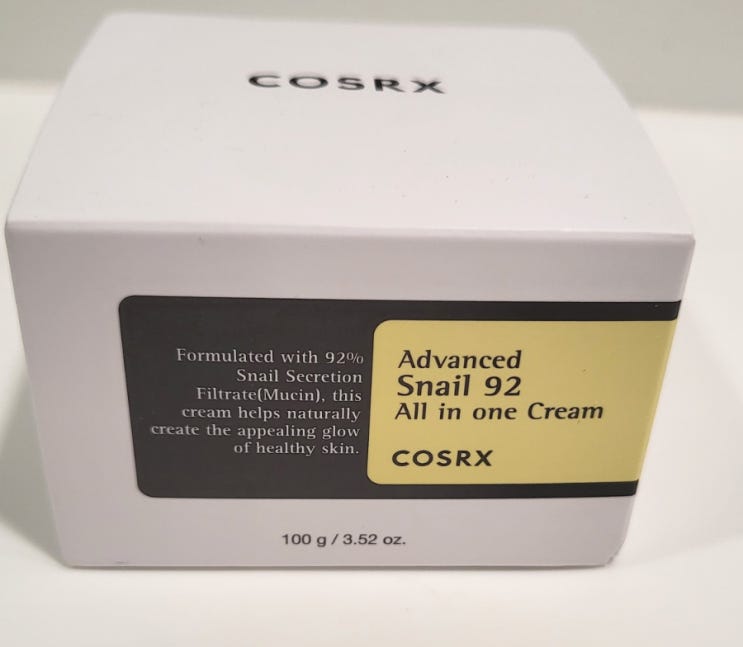 COSRX
Formulated with 92%
Snail Secretion
Filtrate(Mucin), this
cream helps naturally
create the appealing glow
of healthy skin.
Advanced
Snail 92
All in one Cream
COSRX
100 g / 3.52 oz.